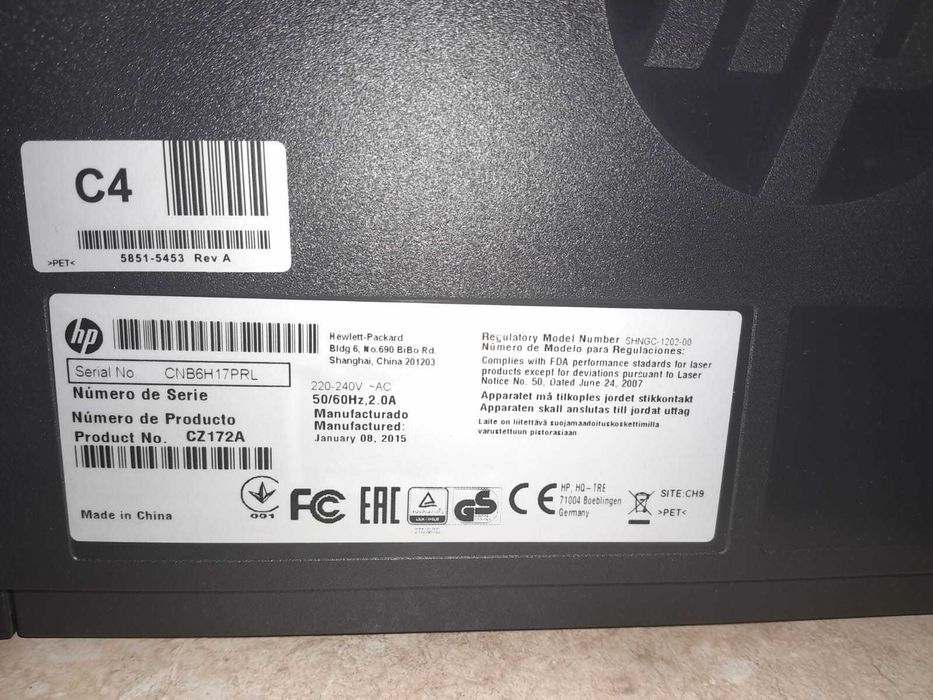 C4
5851-5453 Rev A
>PET<
hp
Hewlett-Packard
Bldg 6, No.690 BiBo Rd.
Shanghai, China 201203
Serial No. CNB6H17PRL
Número de Serie
Número de Producto
Product No. CZ172A
220-240V ~AC
50/60Hz,2.0A
Manufacturado
Manufactured:
January 08, 2015
Regulatory Model Number SHNGC-1202-00
Número de Modelo para Regulaciones:
Complies with FDA performance stadards for laser
products except for deviations pursuant to Laser
Notice No. 50, Dated June 24, 2007
Apparatet må tilkoples jordet stikkontakt
Apparaten skall anslutas till jordat uttag
Laite on liitettävä suojamaadoituskoskettimilla
varustettuun pistorasiaan
Made in China
001
FC
EAC
GS
CE
HP, HQ-TRE
71004 Boeblingen
Germany
SITE:CH9
>PET<